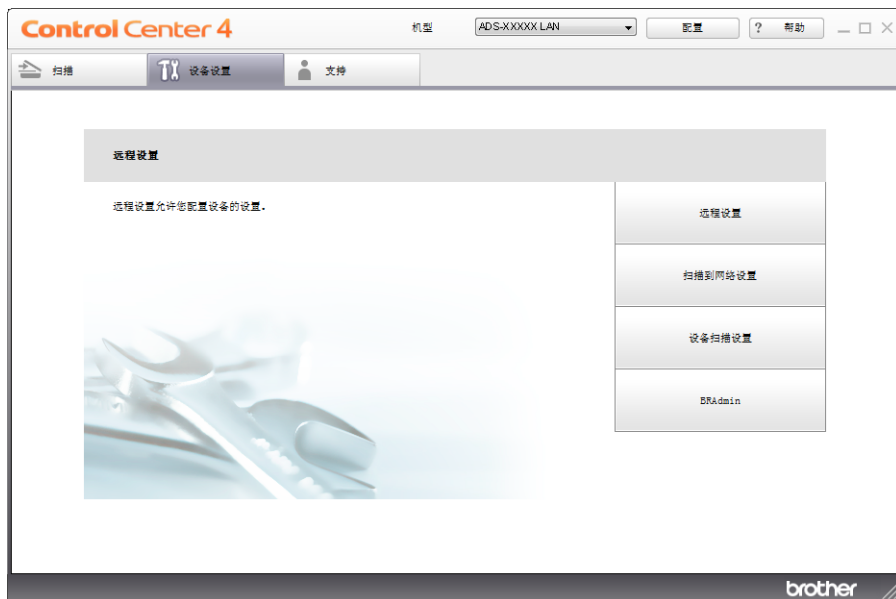 Control Center 4
机型
ADS-XXXXX LAN
配置
? 帮助
扫描
设备设置
支持
远程设置
远程设置允许您配置设备的设置。
远程设置
扫描到网络设置
设备扫描设置
BRAdmin
brother